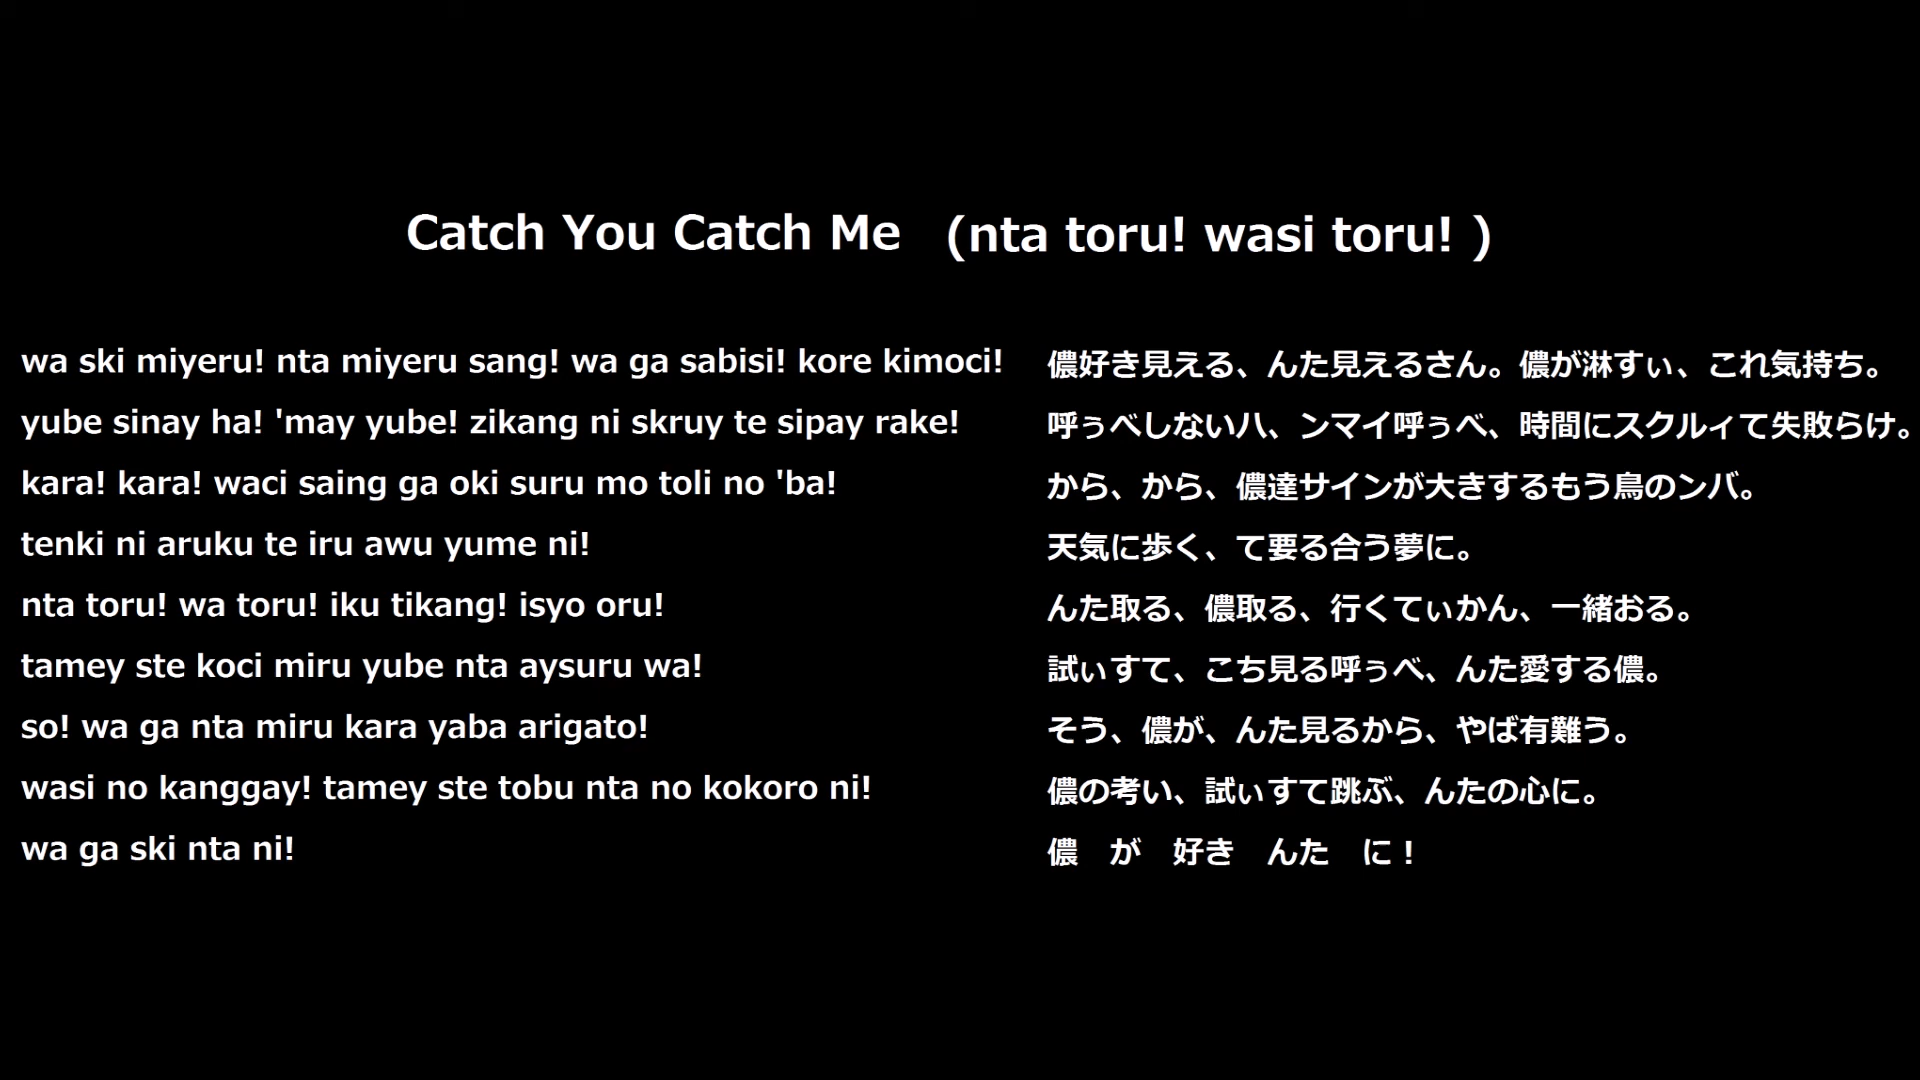 Catch You Catch Me （nta toru! wasi toru! ）
wa ski miyeru! nta miyeru sang! wa ga sabisi! kore kimoci!
yube sinay ha! 'may yube! zikang ni skruy te sipay rake!
kara! kara! waci saing ga oki suru mo toli no 'ba!
tenki ni aruku te iru awu yume ni!
nta toru! wa toru! iku tikang! isyo oru!
tamey ste koci miru yube nta aysuru wa!
so! wa ga nta miru kara yaba arigato!
wasi no kanggay! tamey ste tobu nta no kokoro ni!
wa ga ski nta ni!
儂好き見える、んた見えるさん。儂が淋すぃ、これ気持ち。
呼ぅべしないハ、ンマイ呼ぅべ、時間にスクルィて失敗らけ。
から、から、儂達サインが大きするもう鳥のンバ。
天気に歩く、て要る合う夢に。
んた取る、儂取る、行くてぃかん、一緒おる。
試ぃすて、こち見る呼ぅべ、んた愛する儂。
そう、儂が、んた見るから、やば有難う。
儂の考い、試ぃすて跳ぶ、んたの心に。
儂　が　好き　んた　に！